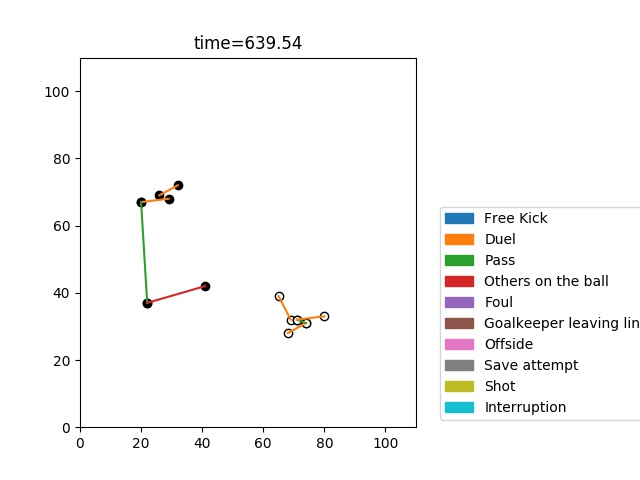 time=639.54
100
80
60
40
20
0
0 20 40 60 80 100
Free Kick
Duel
Pass
Others on the ball
Foul
Goalkeeper leaving lin
Offside
Save attempt
Shot
Interruption